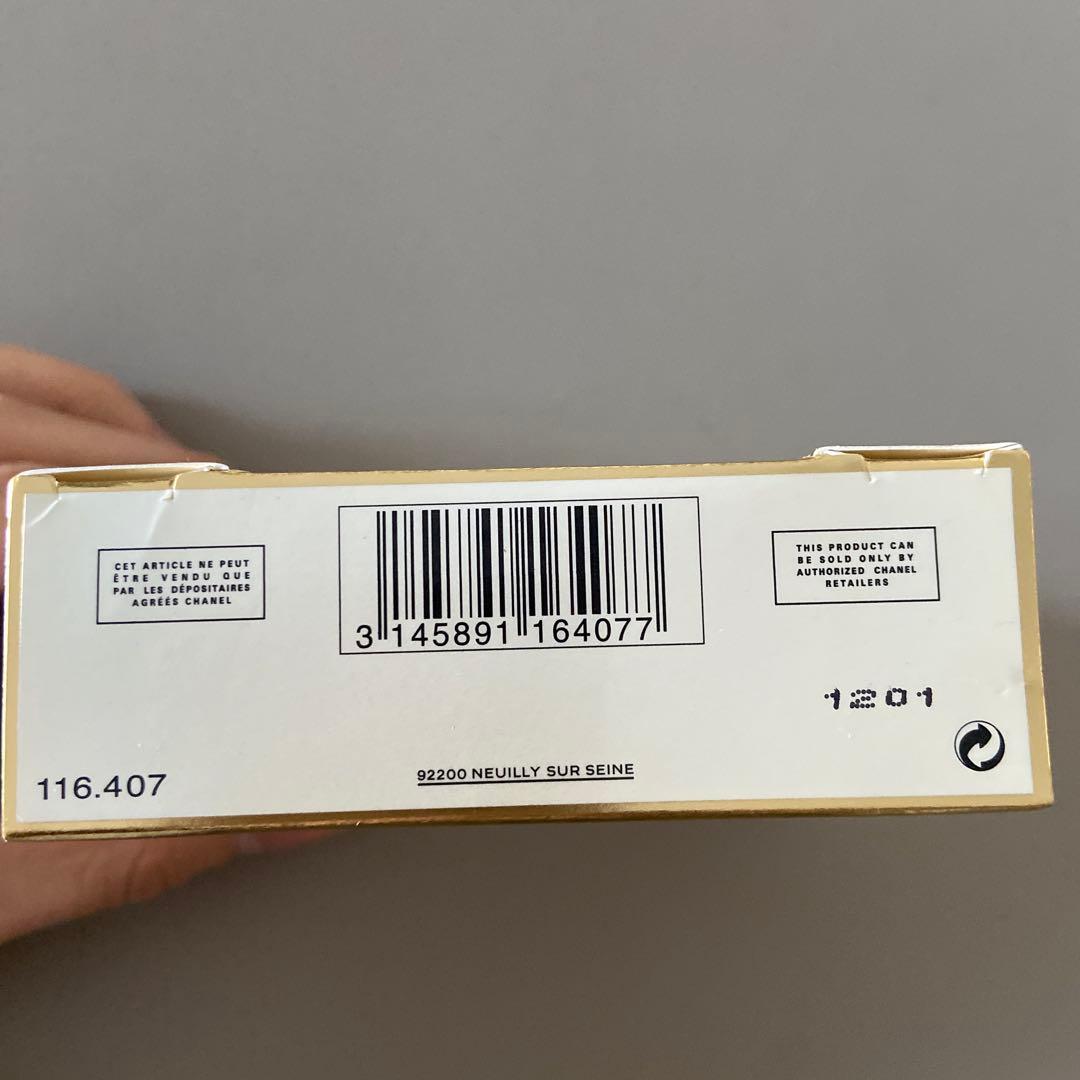 CET ARTICLE NE PEUT
ÊTRE VENDU QUE
PAR LES DÉPOSITAIRES
AGRÉÉS CHANEL
3 145891 164077
THIS PRODUCT CAN
BE SOLD ONLY BY
AUTHORIZED CHANEL
RETAILERS
1201
116.407
92200 NEUILLY SUR SEINE